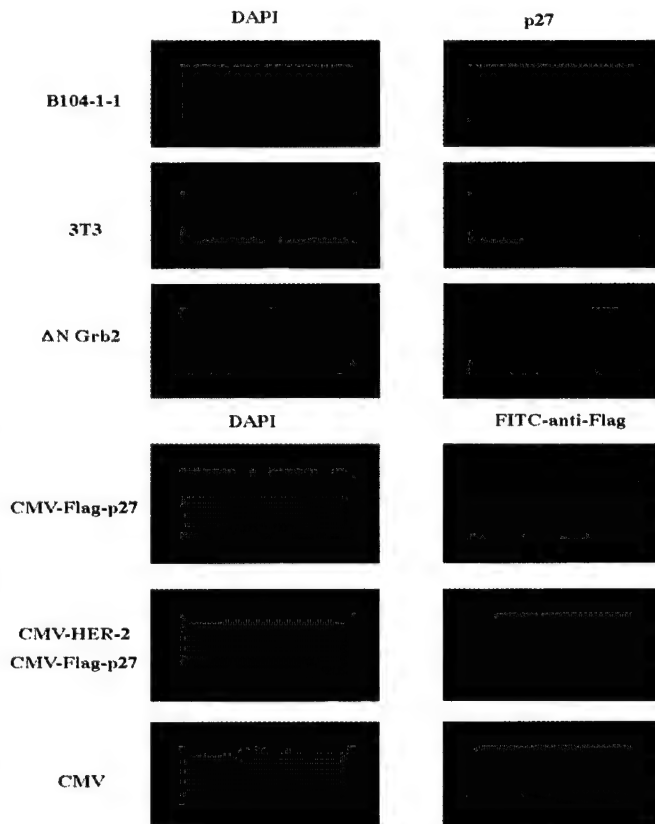 DAPI p27
B104-1-1
3T3
ΔN Grb2
DAPI FITC-anti-Flag
CMV-Flag-p27
CMV-HER-2
CMV-Flag-p27
CMV